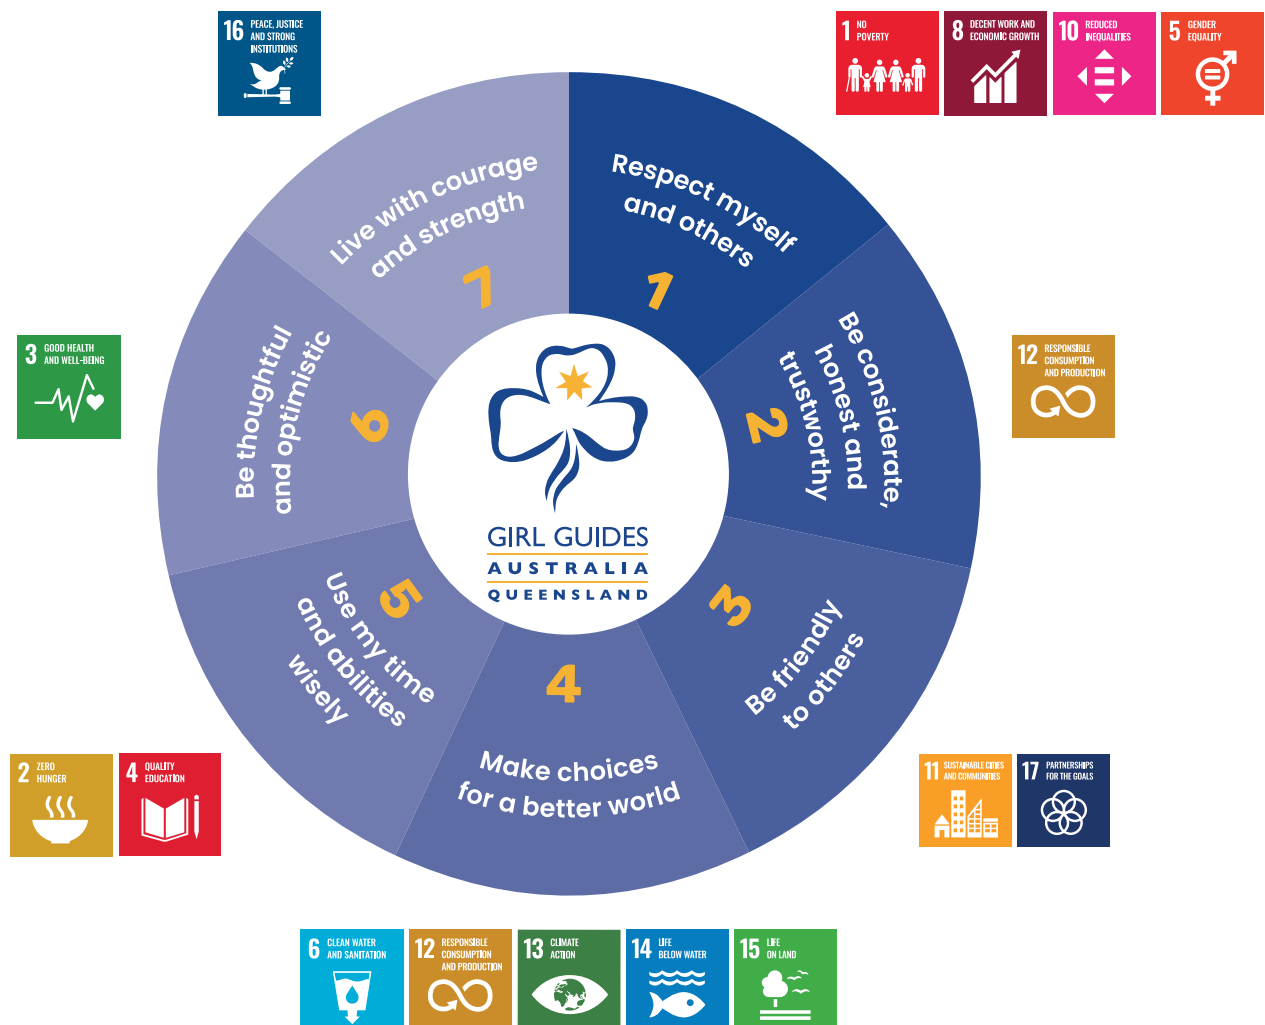 16 PEACE, JUSTICE
AND STRONG
INSTITUTIONS
1 NO
POVERTY
8 DECENT WORK AND
ECONOMIC GROWTH
10 REDUCED
INEQUALITIES
5 GENDER
EQUALITY
Respect myself
and others
1
Be considerate,
honest and
trustworthy
2
12 RESPONSIBLE
CONSUMPTION
AND PRODUCTION
Be friendly
to others
3
11 SUSTAINABLE CITIES
AND COMMUNITIES
17 PARTNERSHIPS
FOR THE GOALS
4
Make choices
for a better world
6 CLEAN WATER
AND SANITATION
12 RESPONSIBLE
CONSUMPTION
AND PRODUCTION
13 CLIMATE
ACTION
14 LIFE
BELOW WATER
15 LIFE
ON LAND
5
Use my time
and abilities
wisely
2 ZERO
HUNGER
4 QUALITY
EDUCATION
6
Be thoughtful
and optimistic
3 GOOD HEALTH
AND WELL-BEING
Live with courage
and strength
7
GIRL GUIDES
AUSTRALIA
QUEENSLAND